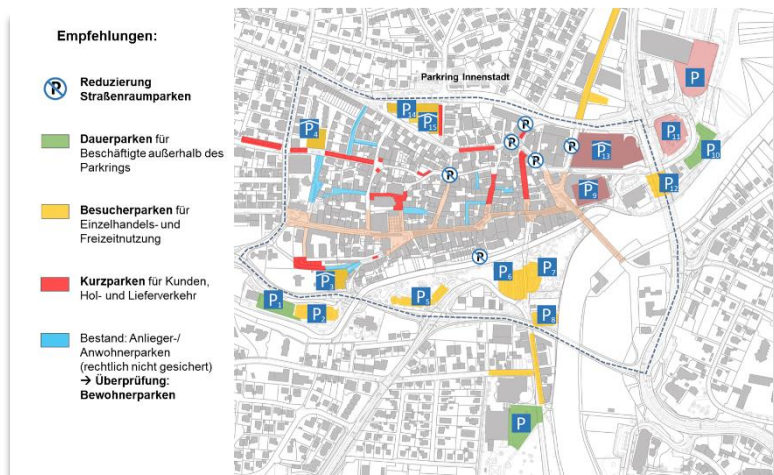 Empfehlungen:
Reduzierung
Straßenraumparken
Dauerparken für
Beschäftigte außerhalb des
Parkrings
Besucherparken für
Einzelhandels- und
Freizeitnutzung
Kurzparken für Kunden,
Hol- und Lieferverkehr
Bestand: Anlieger-/
Anwohnerparken
(rechtlich nicht gesichert)
→ Überprüfung:
Bewohnerparken
Parkring Innenstadt
P
P14
P15
P4
P13
P11
P10
P9
P12
P3
P6
P7
P1
P2
P5
P8
P